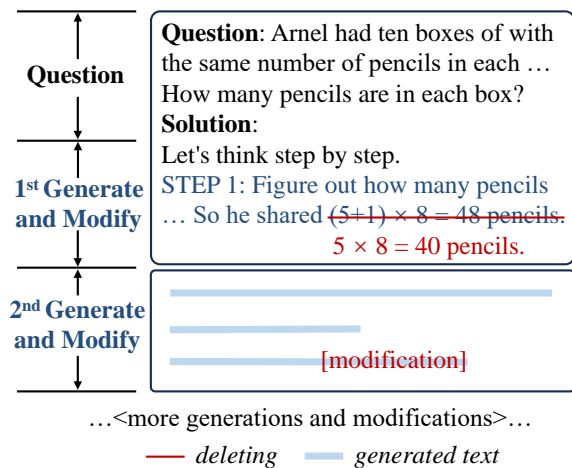 Question
1st Generate
and Modify
2nd Generate
and Modify
Question: Arnel had ten boxes of with
the same number of pencils in each …
How many pencils are in each box?
Solution:
Let's think step by step.
STEP 1: Figure out how many pencils
… So he shared (5+1) × 8 = 48 pencils.
5 × 8 = 40 pencils.
[modification]
…<more generations and modifications>…
deleting
generated text